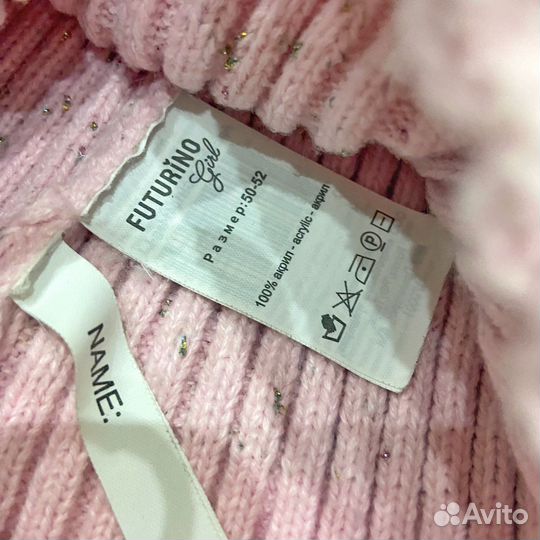 FUTURiNO
Girl
Размер:50-52
100% акрил - acrylic - акрил
NAME:
Avito